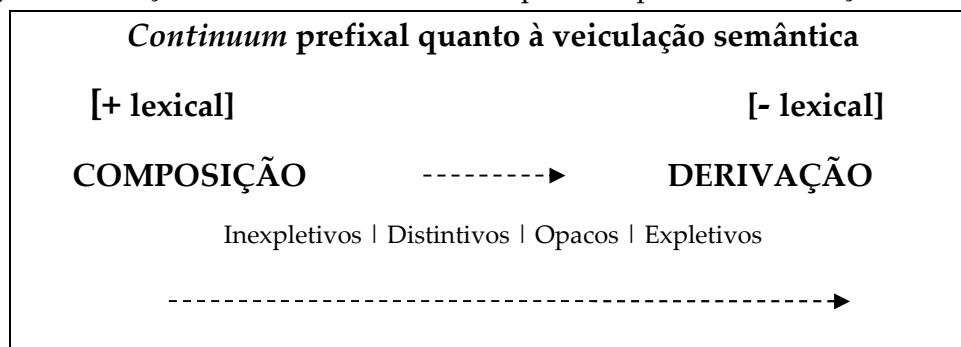 Continuum prefixal quanto à veiculação semântica
[+ lexical] [- lexical]
COMPOSIÇÃO DERIVAÇÃO
Inexpletivos | Distintivos | Opacos | Expletivos